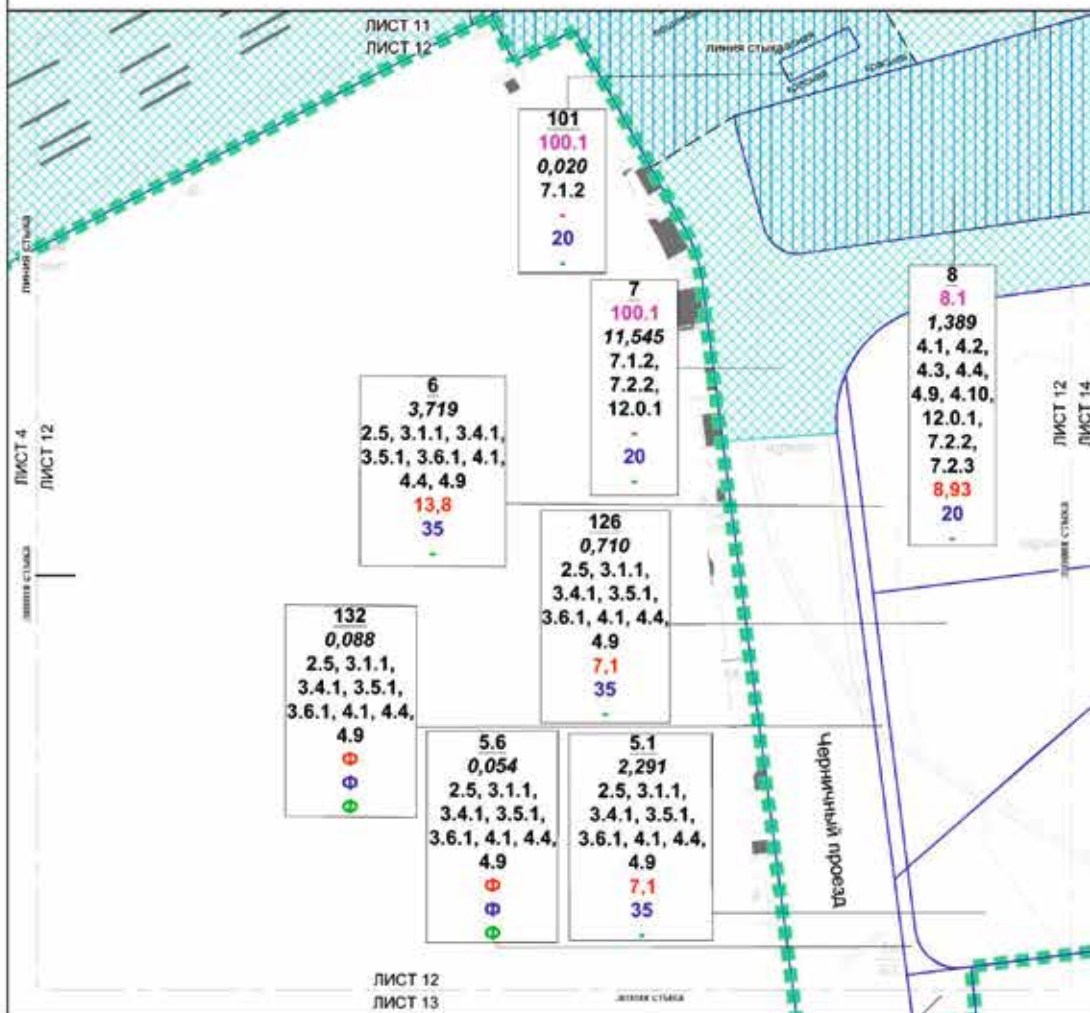 ЛИСТ 11
ЛИСТ 12
линия стыка
красная
красная
красная
101
100.1
0,020
7.1.2
-
20
-
линия стыка
7
100.1
11,545
7.1.2,
7.2.2,
12.0.1
-
20
-
8
8.1
1,389
4.1, 4.2,
4.3, 4.4,
4.9, 4.10,
12.0.1,
7.2.2,
7.2.3
8,93
20
-
6
3,719
2.5, 3.1.1, 3.4.1,
3.5.1, 3.6.1, 4.1,
4.4, 4.9
13,8
35
-
ЛИСТ 4
ЛИСТ 12
ЛИСТ 12
ЛИСТ 14
126
0,710
2.5, 3.1.1,
3.4.1, 3.5.1,
3.6.1, 4.1, 4.4,
4.9
7,1
35
-
линия стыка
линия стыка
132
0,088
2.5, 3.1.1,
3.4.1, 3.5.1,
3.6.1, 4.1, 4.4,
4.9
Ф
Ф
Ф
5.6
0,054
2.5, 3.1.1,
3.4.1, 3.5.1,
3.6.1, 4.1, 4.4,
4.9
Ф
Ф
Ф
5.1
2,291
2.5, 3.1.1,
3.4.1, 3.5.1,
3.6.1, 4.1, 4.4,
4.9
7,1
35
-
Черничный проезд
ЛИСТ 12
ЛИСТ 13
линия стыка